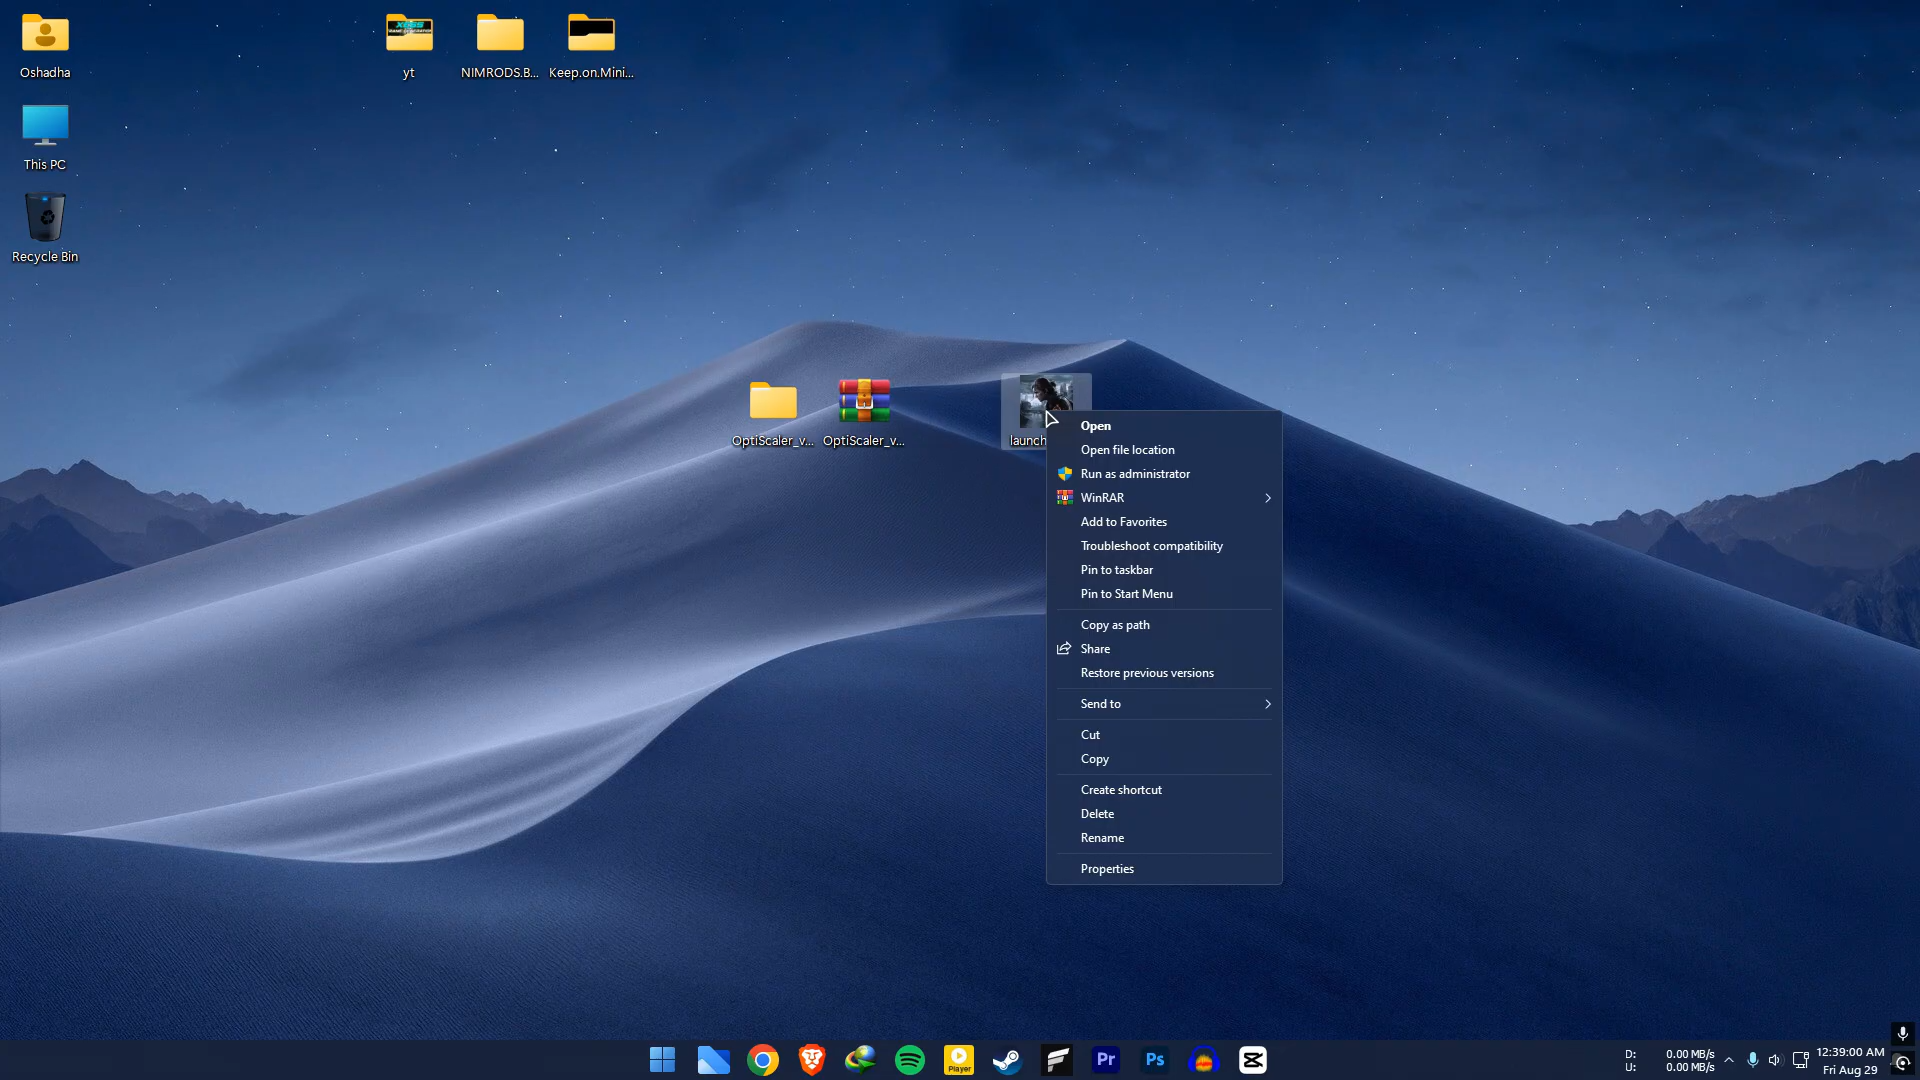 Oshadha
yt
NIMRODS.B...
Keep.on.Mini...
This PC
Recycle Bin
OptiScaler_v...
OptiScaler_v...
launch
Open
Open file location
Run as administrator
WinRAR
Add to Favorites
Troubleshoot compatibility
Pin to taskbar
Pin to Start Menu
Copy as path
Share
Restore previous versions
Send to
Cut
Copy
Create shortcut
Delete
Rename
Properties
Player
Pr
Ps
D: 0.00 MB/s
U: 0.00 MB/s
12:39:00 AM
Fri Aug 29